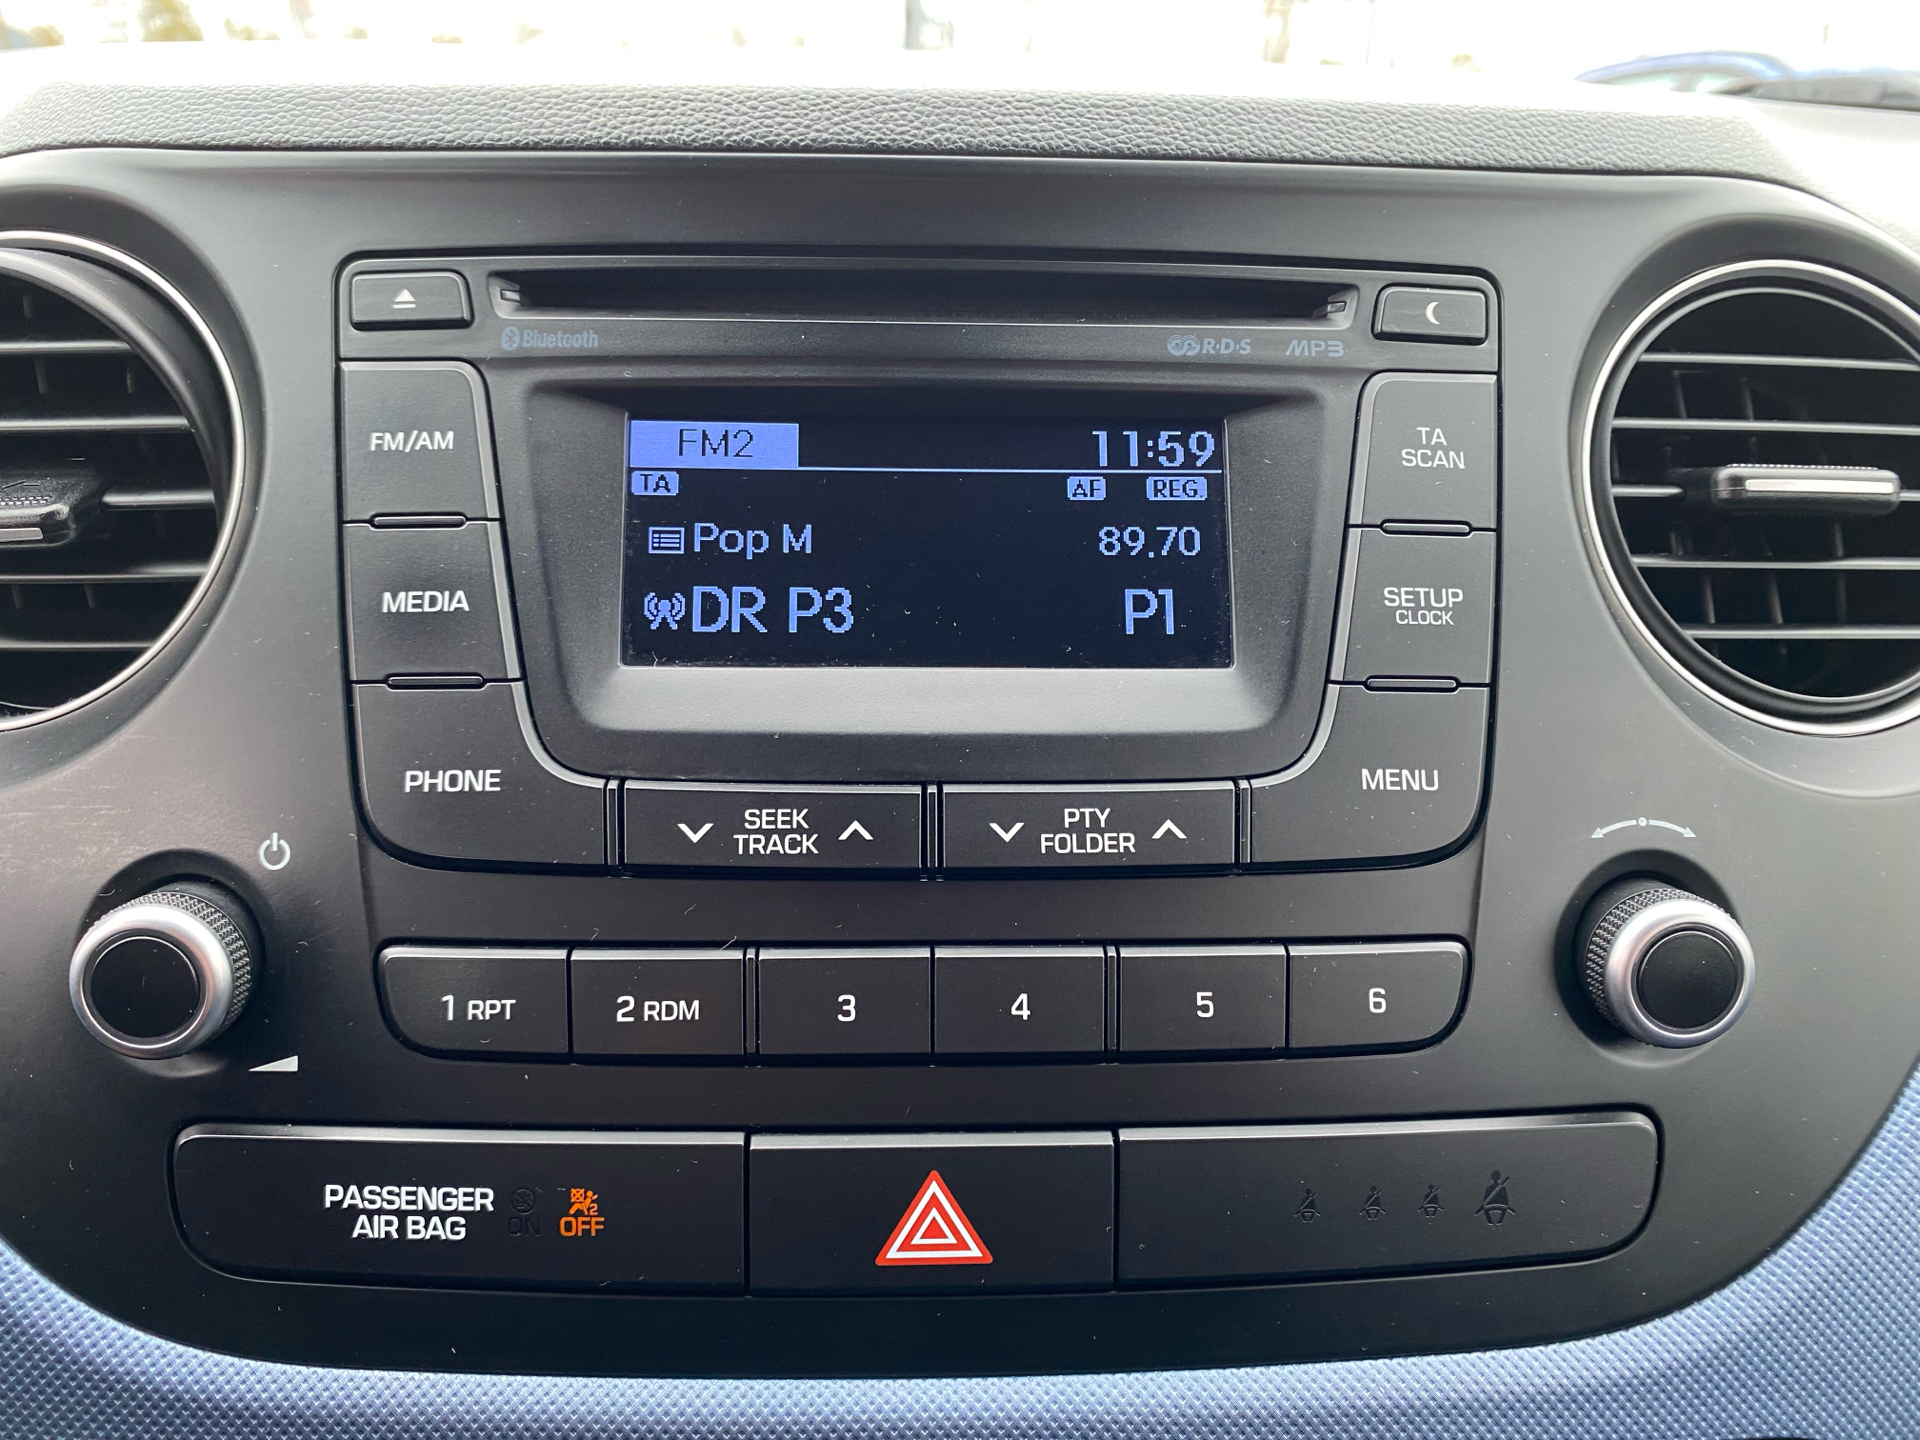 Bluetooth
R·D·S
MP3
FM/AM
FM2
11:59
TA
SCAN
TA
AF
REG.
Pop M
89.70
MEDIA
DR P3
P1
SETUP
CLOCK
PHONE
SEEK
TRACK
PTY
FOLDER
MENU
1 RPT
2 RDM
3
4
5
6
PASSENGER
AIR BAG
ON
2
OFF